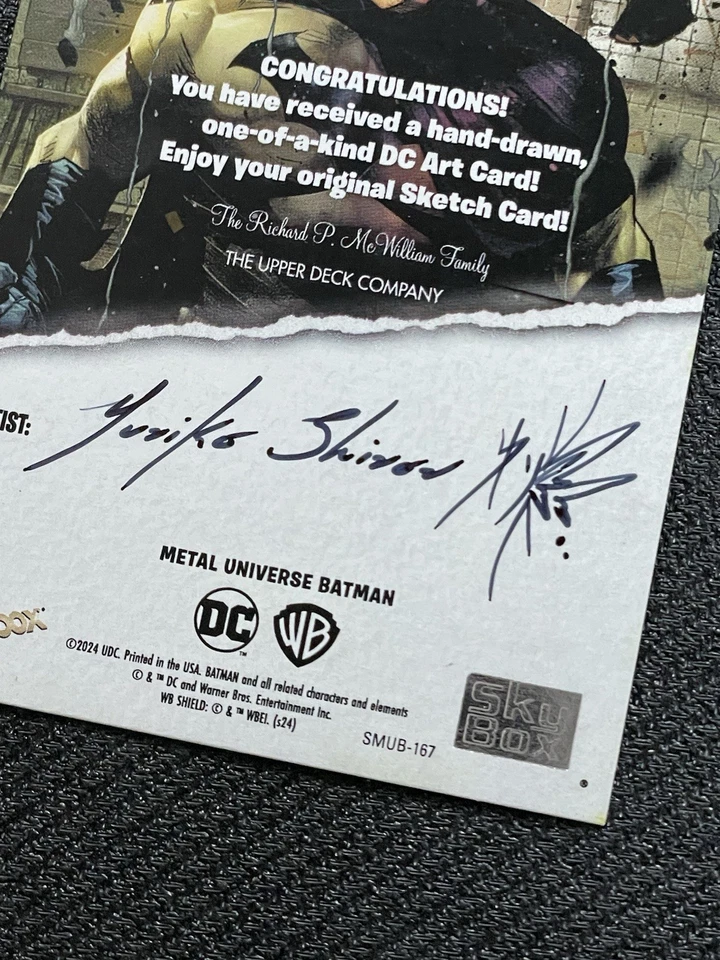 CONGRATULATIONS!
You have received a hand-drawn,
one-of-a-kind DC Art Card!
Enjoy your original Sketch Card!
The Richard P. McWilliam Family
THE UPPER DECK COMPANY
IST: Yuriko Shirou
METAL UNIVERSE BATMAN
DC™ WB
©2024 UDC. Printed in the USA. BATMAN and all related characters and elements
© & ™ DC and Warner Bros. Entertainment Inc.
WB SHIELD: © & ™ WBEI. (s24)
SMUB-167
Sky
Box